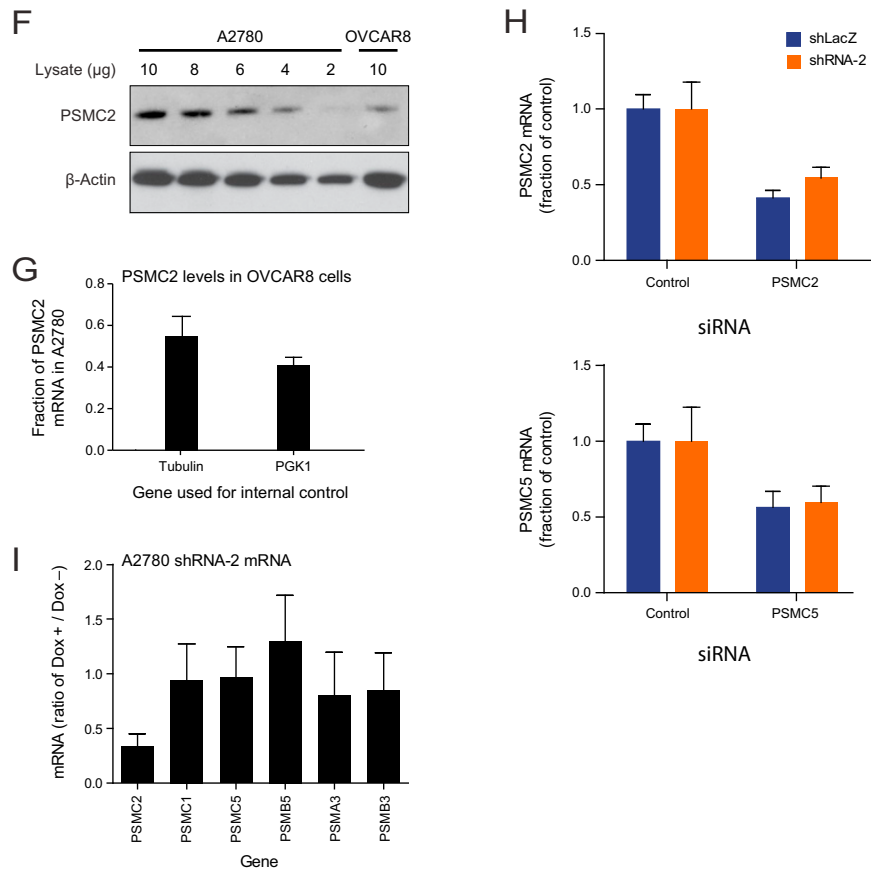 F
A2780 OVCAR8
Lysate (µg) 10 8 6 4 2 10
PSMC2
β-Actin
G
PSMC2 levels in OVCAR8 cells
Fraction of PSMC2
mRNA in A2780
0.8
0.6
0.4
0.2
0.0
Tubulin PGK1
Gene used for internal control
H
shLacZ
shRNA-2
PSMC2 mRNA
(fraction of control)
1.5
1.0
0.5
0.0
Control PSMC2
siRNA
PSMC5 mRNA
(fraction of control)
1.5
1.0
0.5
0.0
Control PSMC5
siRNA
I
A2780 shRNA-2 mRNA
mRNA (ratio of Dox + / Dox –)
2.0
1.5
1.0
0.5
0.0
PSMC2 PSMC1 PSMC5 PSMB5 PSMA3 PSMB3
Gene